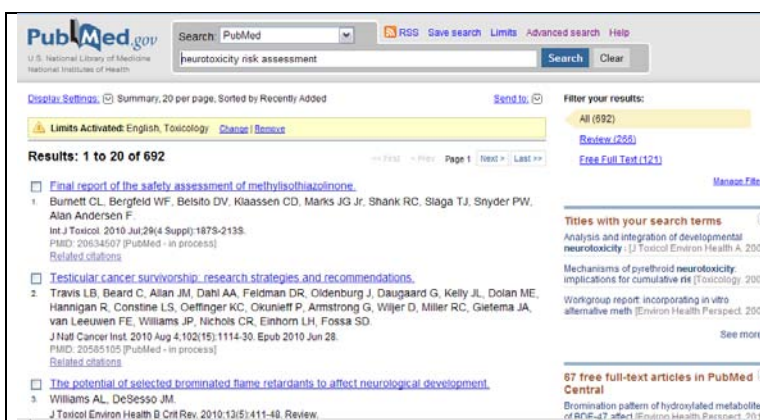 PubMed.gov
U.S. National Library of Medicine
National Institutes of Health
Search: PubMed
RSS Save search Limits Advanced search Help
neurotoxicity risk assessment
Search Clear
Display Settings: Summary, 20 per page, Sorted by Recently Added
Send to:
Limits Activated: English, Toxicology Change | Remove
Results: 1 to 20 of 692
<< First < Prev Page 1 Next > Last >>
Final report of the safety assessment of methylisothiazolinone.
1. Burnett CL, Bergfeld WF, Belsito DV, Klaassen CD, Marks JG Jr, Shank RC, Slaga TJ, Snyder PW,
Alan Andersen F.
Int J Toxicol. 2010 Jul;29(4 Suppl):187S-213S.
PMID: 20634507 [PubMed - in process]
Related citations
Testicular cancer survivorship: research strategies and recommendations.
2. Travis LB, Beard C, Allan JM, Dahl AA, Feldman DR, Oldenburg J, Daugaard G, Kelly JL, Dolan ME,
Hannigan R, Constine LS, Oeffinger KC, Okunieff P, Armstrong G, Wiljer D, Miller RC, Gietema JA,
van Leeuwen FE, Williams JP, Nichols CR, Einhorn LH, Fossa SD.
J Natl Cancer Inst. 2010 Aug 4;102(15):1114-30. Epub 2010 Jun 28.
PMID: 20585105 [PubMed - in process]
Related citations
The potential of selected brominated flame retardants to affect neurological development.
3. Williams AL, DeSesso JM.
J Toxicol Environ Health B Crit Rev. 2010;13(5):411-48. Review.
Filter your results:
All (692)
Review (266)
Free Full Text (121)
Manage Filte
Titles with your search terms
Analysis and integration of developmental
neurotoxicity : [J Toxicol Environ Health A. 200
Mechanisms of pyrethroid neurotoxicity:
implications for cumulative ris [Toxicology. 200
Workgroup report: incorporating in vitro
alternative meth [Environ Health Perspect. 200
See more
67 free full-text articles in PubMed
Central
Bromination pattern of hydroxylated metabolite
of BDE-47 affect [Environ Health Perspect. 201